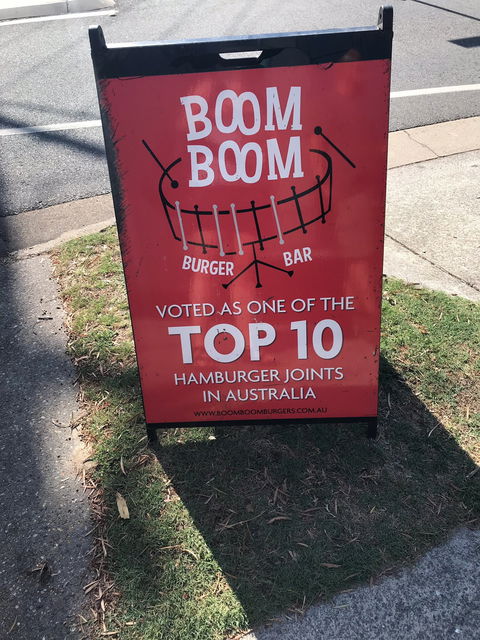 BOOM
BOOM
BURGER BAR
VOTED AS ONE OF THE
TOP 10
HAMBURGER JOINTS
IN AUSTRALIA
WWW.BOOMBOOMBURGERS.COM.AU